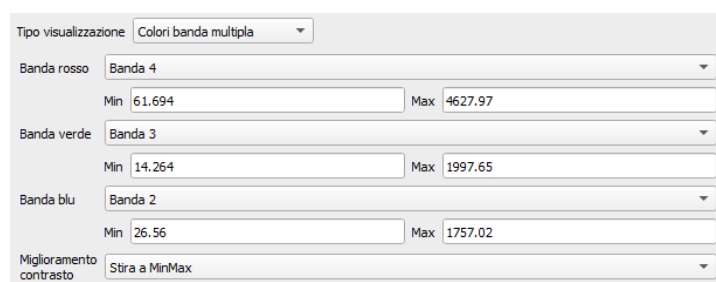 Tipo visualizzazione Colori banda multipla
Banda rosso Banda 4
Min 61.694 Max 4627.97
Banda verde Banda 3
Min 14.264 Max 1997.65
Banda blu Banda 2
Min 26.56 Max 1757.02
Miglioramento
contrasto Stira a MinMax